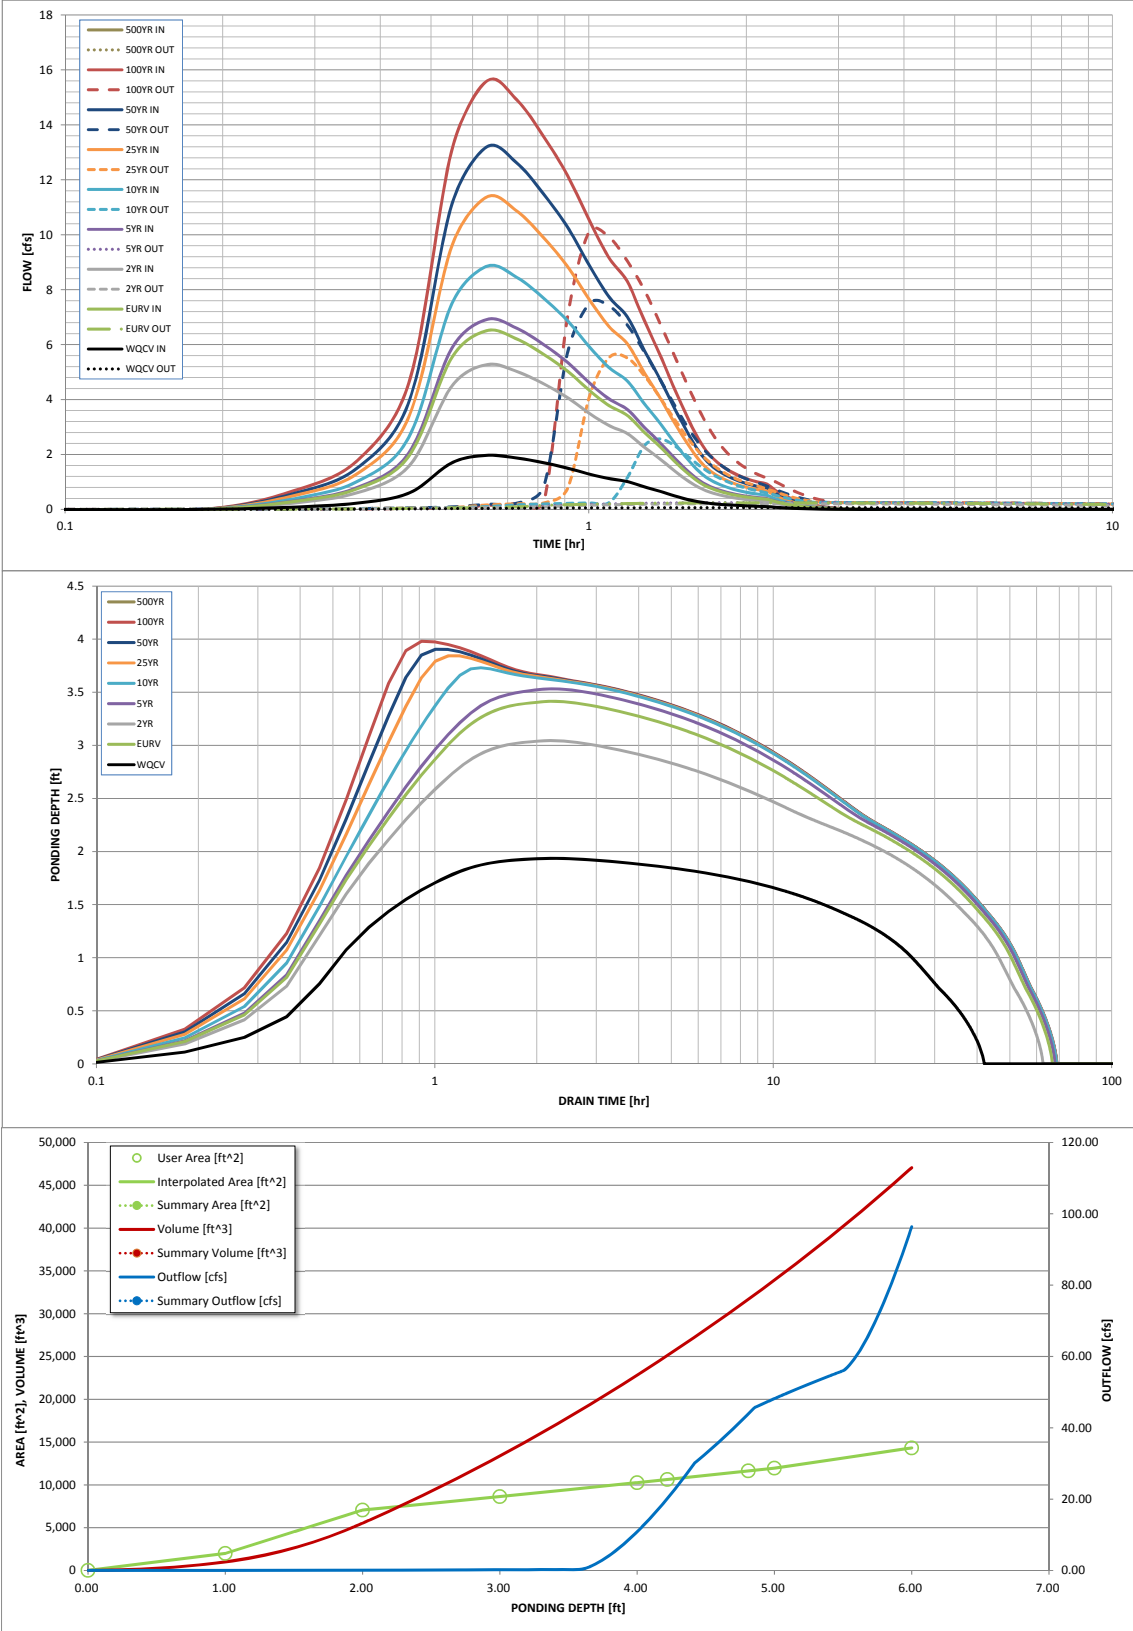 18
16
14
12
10
8
6
4
2
0
FLOW [cfs]
500YR IN
500YR OUT
100YR IN
100YR OUT
50YR IN
50YR OUT
25YR IN
25YR OUT
10YR IN
10YR OUT
5YR IN
5YR OUT
2YR IN
2YR OUT
EURV IN
EURV OUT
WQCV IN
WQCV OUT
0.1
1
10
TIME [hr]
4.5
4
3.5
3
2.5
2
1.5
1
0.5
0
PONDING DEPTH [ft]
500YR
100YR
50YR
25YR
10YR
5YR
2YR
EURV
WQCV
0.1
1
10
100
DRAIN TIME [hr]
50,000
45,000
40,000
35,000
30,000
25,000
20,000
15,000
10,000
5,000
0
AREA [ft^2], VOLUME [ft^3]
User Area [ft^2]
Interpolated Area [ft^2]
Summary Area [ft^2]
Volume [ft^3]
Summary Volume [ft^3]
Outflow [cfs]
Summary Outflow [cfs]
120.00
100.00
80.00
60.00
40.00
20.00
0.00
OUTFLOW [cfs]
0.00
1.00
2.00
3.00
4.00
5.00
6.00
7.00
PONDING DEPTH [ft]